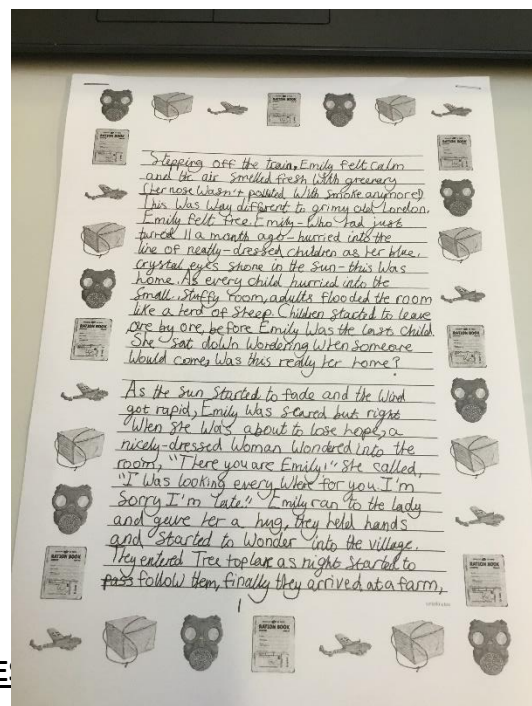 Stepping off the train, Emily felt calm
and the air smelled fresh with greenery
(her nose wasn't polluted with smoke anymore)
This was way different to grimy old London,
Emily felt free. Emily - who had just
turned 11 a month ago - hurried into the
line of neatly-dressed children as her blue,
crystal eyes shone in the sun - this was
home. As every child hurried into the
small, stuffy room, adults flooded the room
like a herd of sheep. Children started to leave
one by one, before Emily was the last child
She sat down wondering when someone
would come, was this really her home?
As the sun started to fade and the wind
got rapid, Emily was scared but right
when she was about to lose hope, a
nicely-dressed woman wondered into the
room, "There you are Emily!" she called,
"I was looking every where for you I'm
sorry I'm late." Emily ran to the lady
and gave her a hug, they held hands
and started to wonder into the village.
They entered Tree top lane as night started to
pass follow them, finally they arrived at a farm,
RATION BOOK